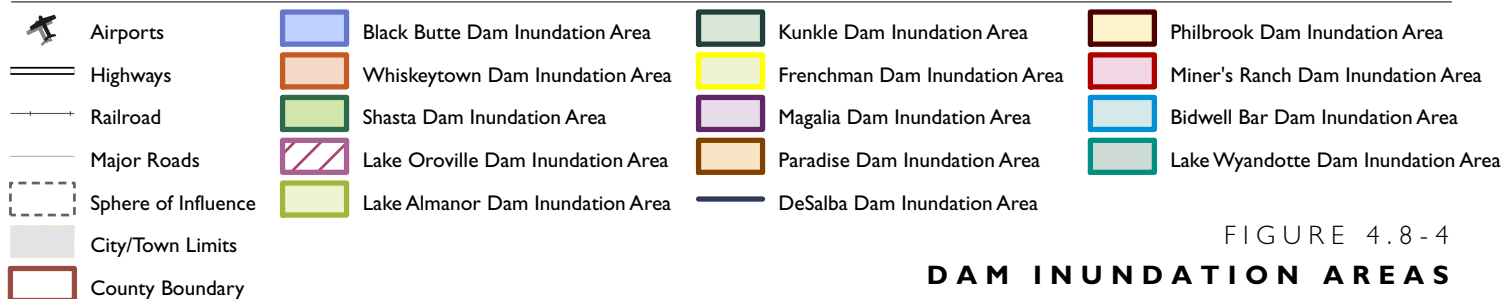 Airports
Highways
Railroad
Major Roads
Sphere of Influence
City/Town Limits
County Boundary
Black Butte Dam Inundation Area
Whiskeytown Dam Inundation Area
Shasta Dam Inundation Area
Lake Oroville Dam Inundation Area
Lake Almanor Dam Inundation Area
Kunkle Dam Inundation Area
Frenchman Dam Inundation Area
Magalia Dam Inundation Area
Paradise Dam Inundation Area
DeSalba Dam Inundation Area
Philbrook Dam Inundation Area
Miner's Ranch Dam Inundation Area
Bidwell Bar Dam Inundation Area
Lake Wyandotte Dam Inundation Area
FIGURE 4.8-4
DAM INUNDATION AREAS